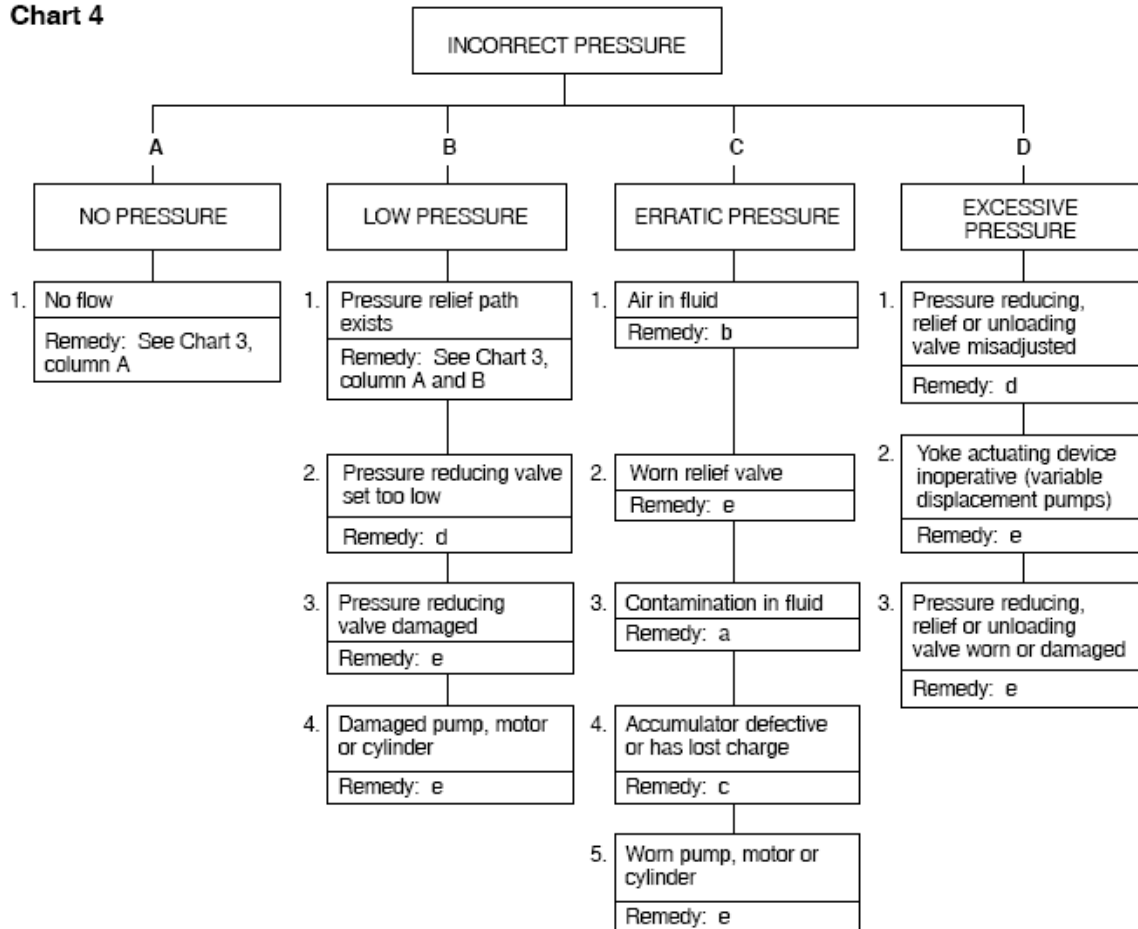 Chart 4
INCORRECT PRESSURE
A
B
C
D
NO PRESSURE
LOW PRESSURE
ERRATIC PRESSURE
EXCESSIVE
PRESSURE
1. No flow
Remedy: See Chart 3,
column A
1. Pressure relief path
exists
Remedy: See Chart 3,
column A and B
2. Pressure reducing valve
set too low
Remedy: d
3. Pressure reducing
valve damaged
Remedy: e
4. Damaged pump, motor
or cylinder
Remedy: e
1. Air in fluid
Remedy: b
2. Worn relief valve
Remedy: e
3. Contamination in fluid
Remedy: a
4. Accumulator defective
or has lost charge
Remedy: c
5. Worn pump, motor or
cylinder
Remedy: e
1. Pressure reducing,
relief or unloading
valve misadjusted
Remedy: d
2. Yoke actuating device
inoperative (variable
displacement pumps)
Remedy: e
3. Pressure reducing,
relief or unloading
valve worn or damaged
Remedy: e